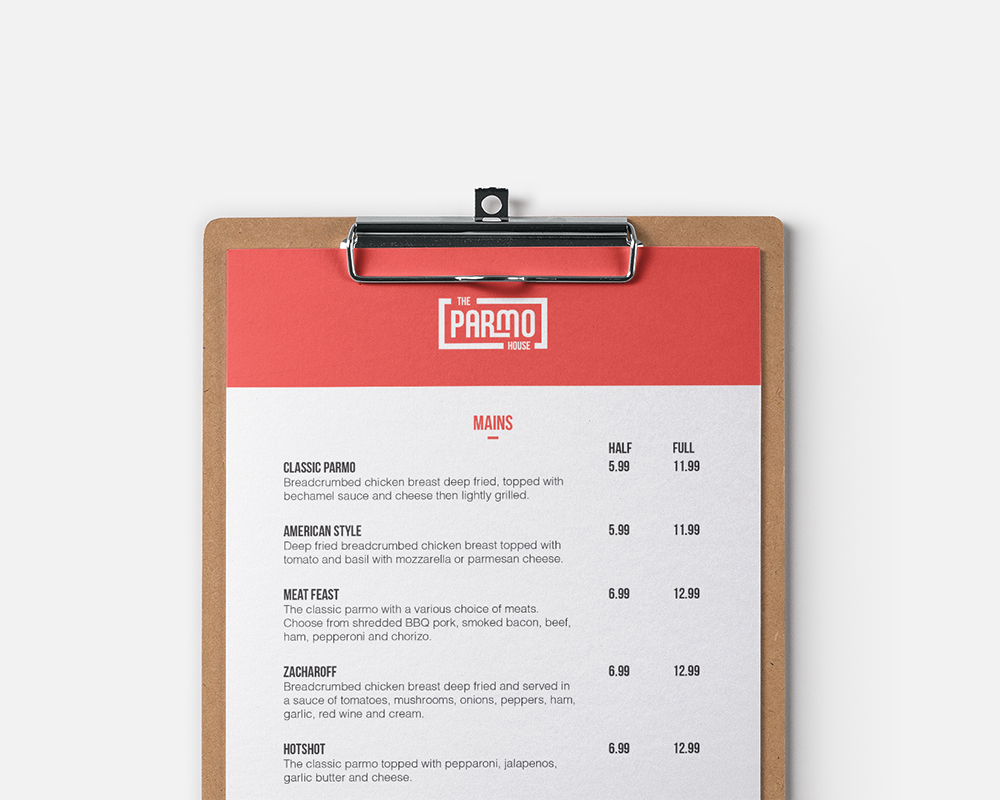 THE
PARMO
HOUSE
MAINS
HALF FULL
CLASSIC PARMO 5.99 11.99
Breadcrumbed chicken breast deep fried, topped with
bechamel sauce and cheese then lightly grilled.
AMERICAN STYLE 5.99 11.99
Deep fried breadcrumbed chicken breast topped with
tomato and basil with mozzarella or parmesan cheese.
MEAT FEAST 6.99 12.99
The classic parmo with a various choice of meats.
Choose from shredded BBQ pork, smoked bacon, beef,
ham, pepperoni and chorizo.
ZACHAROFF 6.99 12.99
Breadcrumbed chicken breast deep fried and served in
a sauce of tomatoes, mushrooms, onions, peppers, ham,
garlic, red wine and cream.
HOTSHOT 6.99 12.99
The classic parmo topped with pepparoni, jalapenos,
garlic butter and cheese.